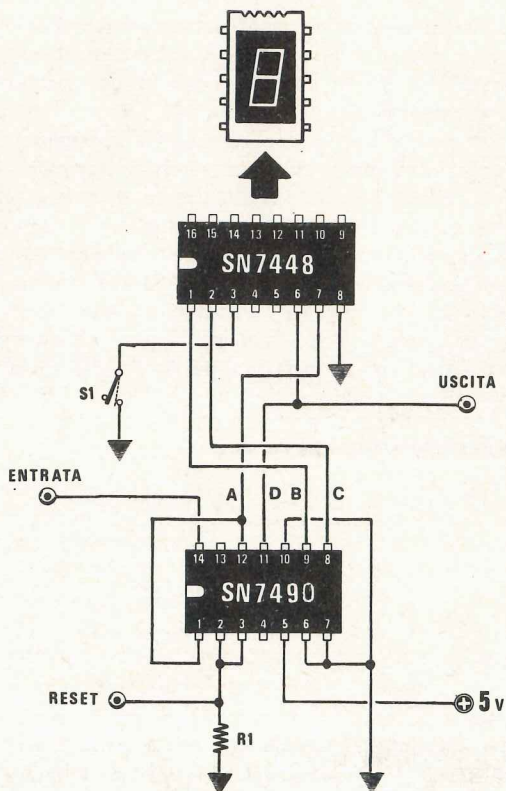 16 15 14 13 12 11 10 9
SN7448
1 2 3 4 5 6 7 8
S1
USCITA
ENTRATA
A D B C
14 13 12 11 10 9 8
SN7490
1 2 3 4 5 6 7
RESET
5 V
R1